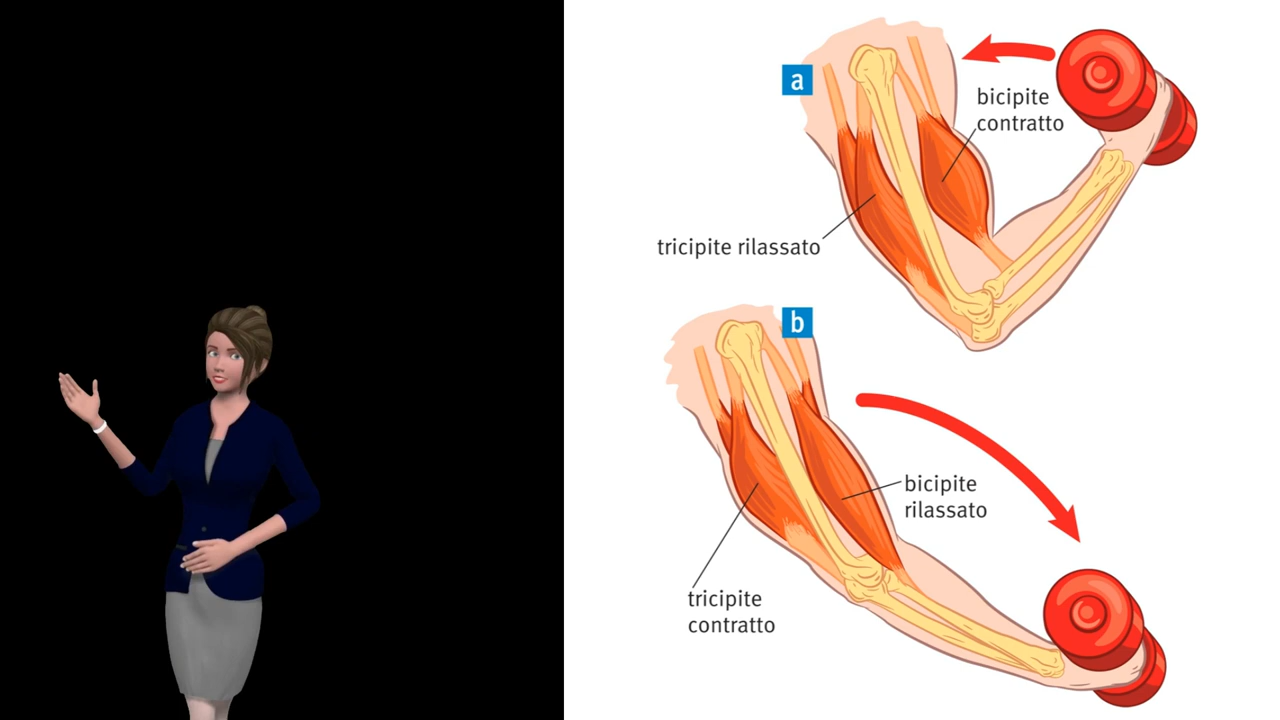 a
bicipite
contratto
tricipite rilassato
b
bicipite
rilassato
tricipite
contratto